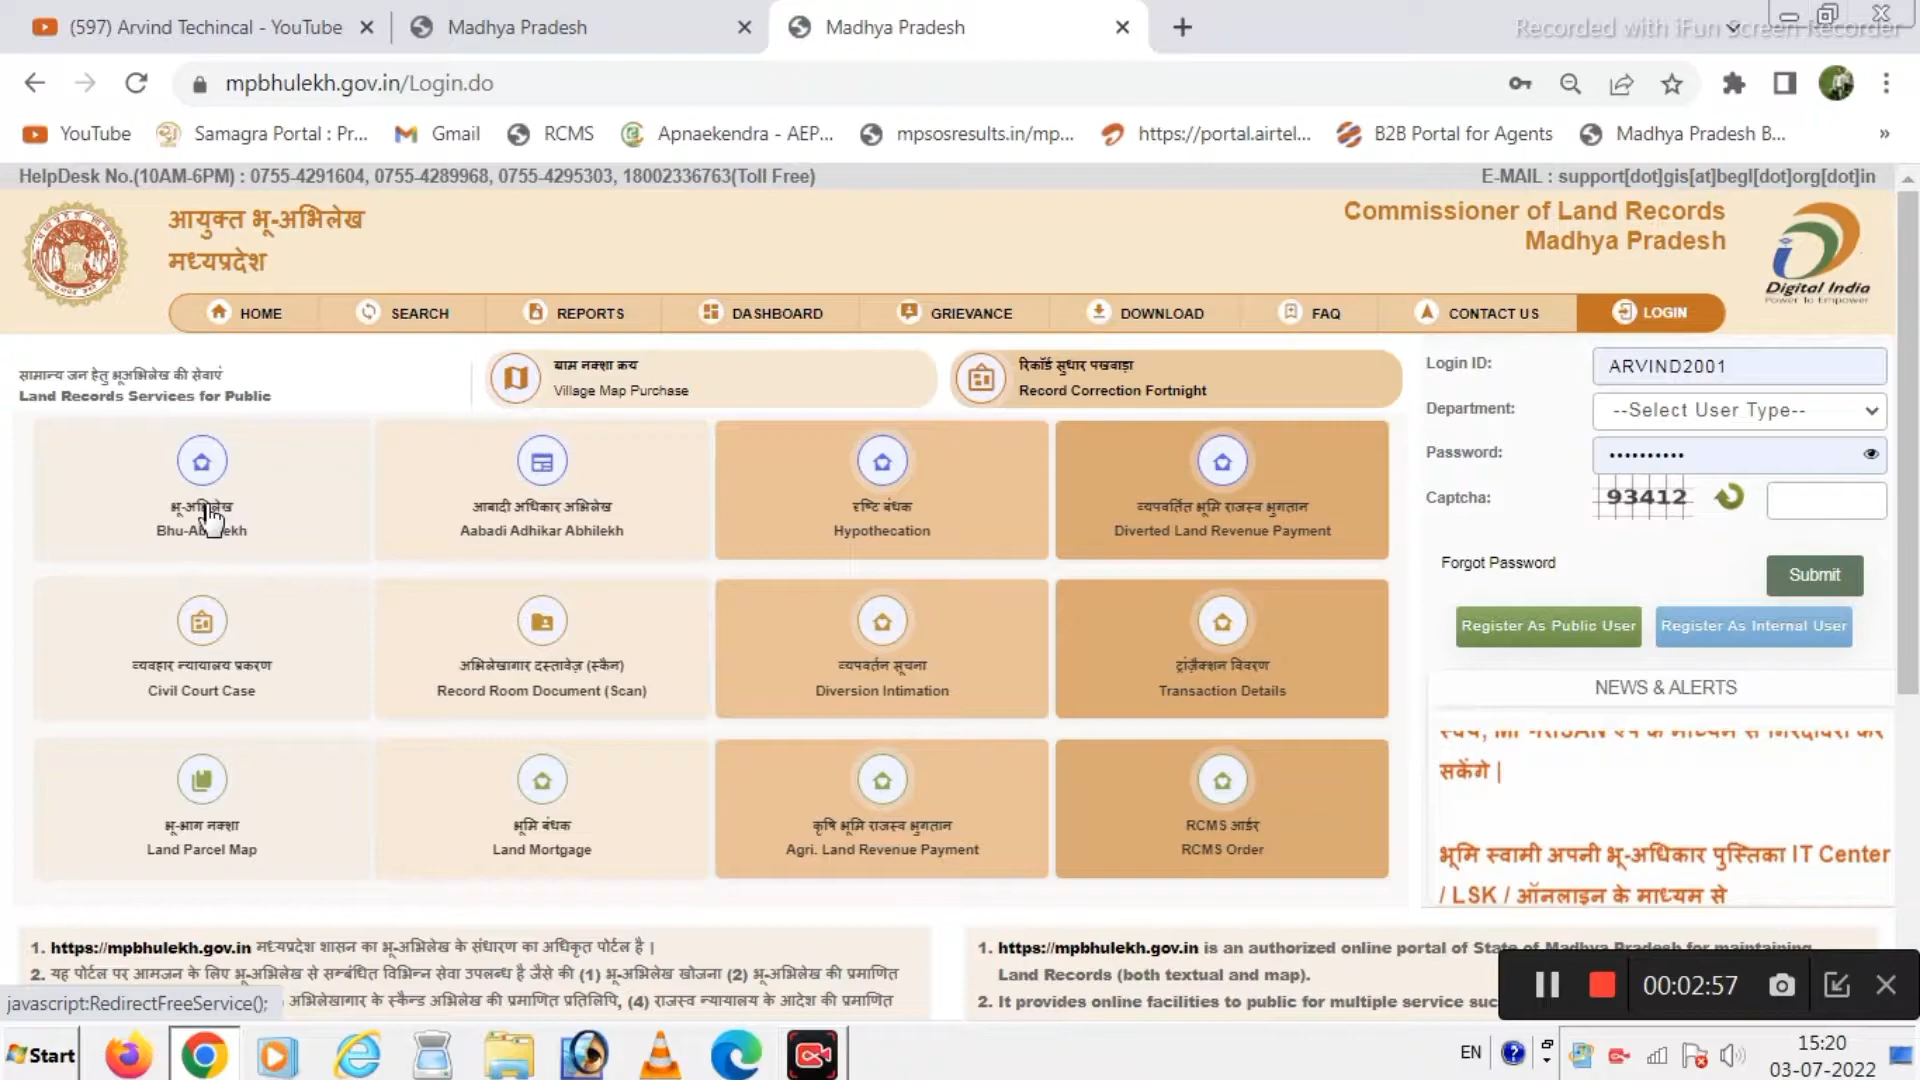 (597) Arvind Techincal - YouTube
Madhya Pradesh
Madhya Pradesh
Recorded with iFun Screen Recorder
mpbhulekh.gov.in/Login.do
YouTube
Samagra Portal : Pr...
Gmail
RCMS
Apnaekendra - AEP...
mpsosresults.in/mp...
https://portal.airtel...
B2B Portal for Agents
Madhya Pradesh B...
»
HelpDesk No.(10AM-6PM) : 0755-4291604, 0755-4289968, 0755-4295303, 18002336763(Toll Free)
E-MAIL : support[dot]gis[at]begl[dot]org[dot]in
आयुक्त भू-अभिलेख
मध्यप्रदेश
Commissioner of Land Records
Madhya Pradesh
Digital India
Power To Empower
HOME
SEARCH
REPORTS
DASHBOARD
GRIEVANCE
DOWNLOAD
FAQ
CONTACT US
LOGIN
सामान्य जन हेतु भूअभिलेख की सेवाएं
Land Records Services for Public
ग्राम नक्शा क्रय
Village Map Purchase
रिकॉर्ड सुधार पखवाड़ा
Record Correction Fortnight
Login ID:
ARVIND2001
Department:
--Select User Type--
Password:
Captcha:
93412
Forgot Password
Submit
Register As Public User
Register As Internal User
भू-अभिलेख
आबादी अधिकार अभिलेख
Aabadi Adhikar Abhilekh
दृष्टि बंधक
Hypothecation
व्यपवर्तित भूमि राजस्व भुगतान
Diverted Land Revenue Payment
व्यवहार न्यायालय प्रकरण
Civil Court Case
अभिलेखागार दस्तावेज़ (स्कैन)
Record Room Document (Scan)
व्यपवर्तन सूचना
Diversion Intimation
ट्रांज़ैक्शन विवरण
Transaction Details
भू-भाग नक्शा
Land Parcel Map
भूमि बंधक
Land Mortgage
कृषि भूमि राजस्व भुगतान
Agri. Land Revenue Payment
RCMS आर्डर
RCMS Order
NEWS & ALERTS
सकेंगे |
भूमि स्वामी अपनी भू-अधिकार पुस्तिका IT Center
/ LSK / ऑनलाइन के माध्यम से
1. https://mpbhulekh.gov.in मध्यप्रदेश शासन का भू-अभिलेख के संधारण का अधिकृत पोर्टल है |
2. यह पोर्टल पर आमजन के लिए भू-अभिलेख से सम्बंधित विभिन्न सेवा उपलब्ध है जैसे की (1) भू-अभिलेख खोजना (2) भू-अभिलेख की प्रमाणित
अभिलेखागार के स्कैन्ड अभिलेख की प्रमाणित प्रतिलिपि, (4) राजस्व न्यायालय के आदेश की प्रमाणित
1. https://mpbhulekh.gov.in is an authorized online portal of State of Madhya Pradesh for maintaining
Land Records (both textual and map).
2. It provides online facilities to public for multiple service suc
javascript:RedirectFreeService();
00:02:57
Start
EN
15:20
03-07-2022